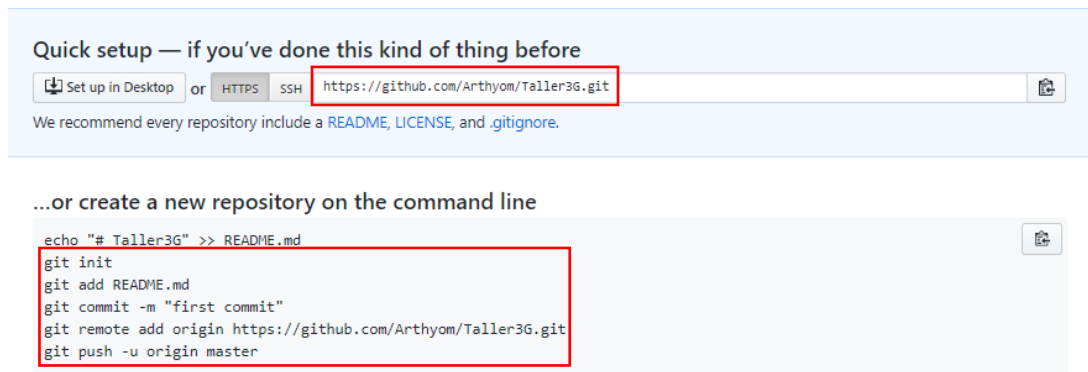 Quick setup — if you’ve done this kind of thing before
Set up in Desktop or HTTPS SSH https://github.com/Arthyom/Taller3G.git
We recommend every repository include a README, LICENSE, and .gitignore.
...or create a new repository on the command line
echo "# Taller3G" >> README.md
git init
git add README.md
git commit -m "first commit"
git remote add origin https://github.com/Arthyom/Taller3G.git
git push -u origin master